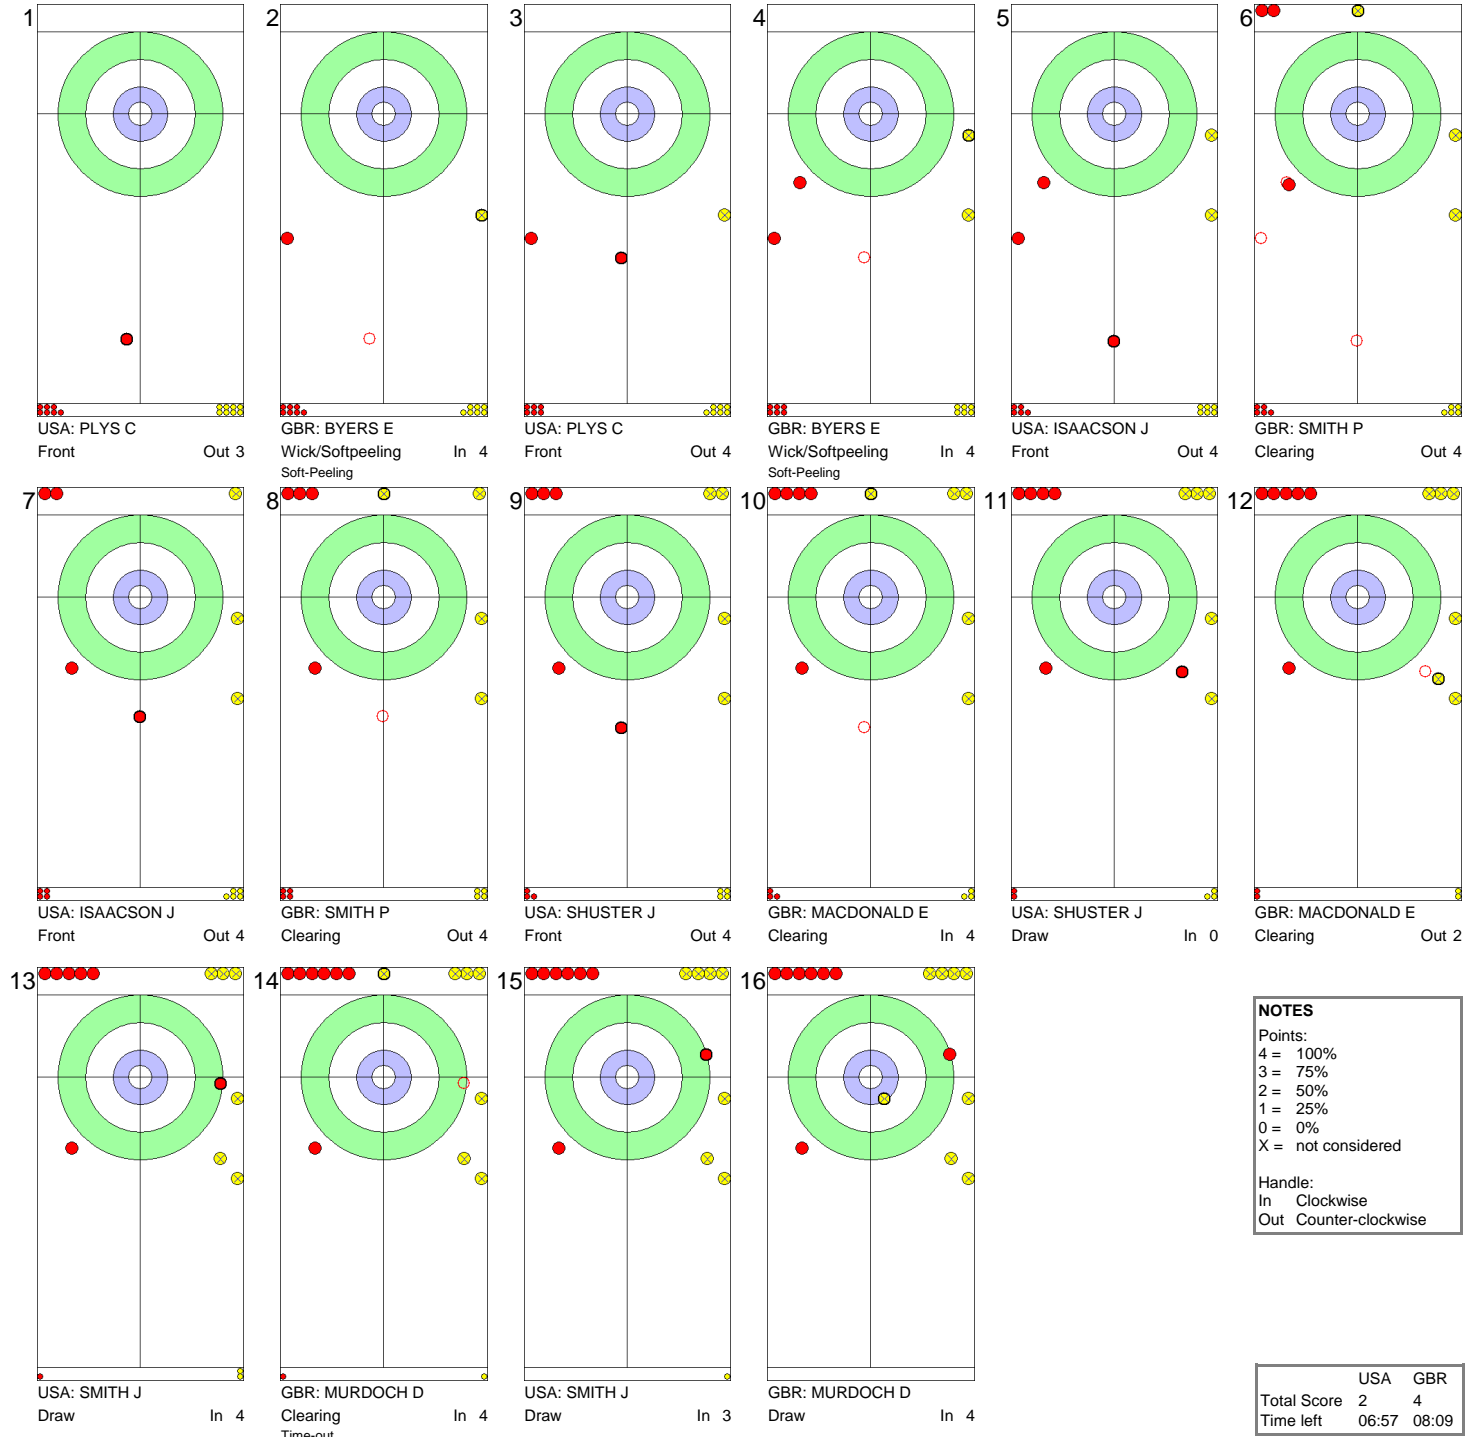 1 2 3 4 5 6
USA: PLYS C GBR: BYERS E USA: PLYS C GBR: BYERS E USA: ISAACSON J GBR: SMITH P
Front Out 3 Wick/Softpeeling In 4 Front Out 4 Wick/Softpeeling In 4 Front Out 4 Clearing Out 4
Soft-Peeling Soft-Peeling
7 8 9 10 11 12
USA: ISAACSON J GBR: SMITH P USA: SHUSTER J GBR: MACDONALD E USA: SHUSTER J GBR: MACDONALD E
Front Out 4 Clearing Out 4 Front Out 4 Clearing In 4 Draw In 0 Clearing Out 2
13 14 15 16
USA: SMITH J GBR: MURDOCH D USA: SMITH J GBR: MURDOCH D
Draw In 4 Clearing In 4 Draw In 3 Draw In 4
Time-out
NOTES
Points:
4 = 100%
3 = 75%
2 = 50%
1 = 25%
0 = 0%
X = not considered
Handle:
In Clockwise
Out Counter-clockwise
USA GBR
Total Score 2 4
Time left 06:57 08:09